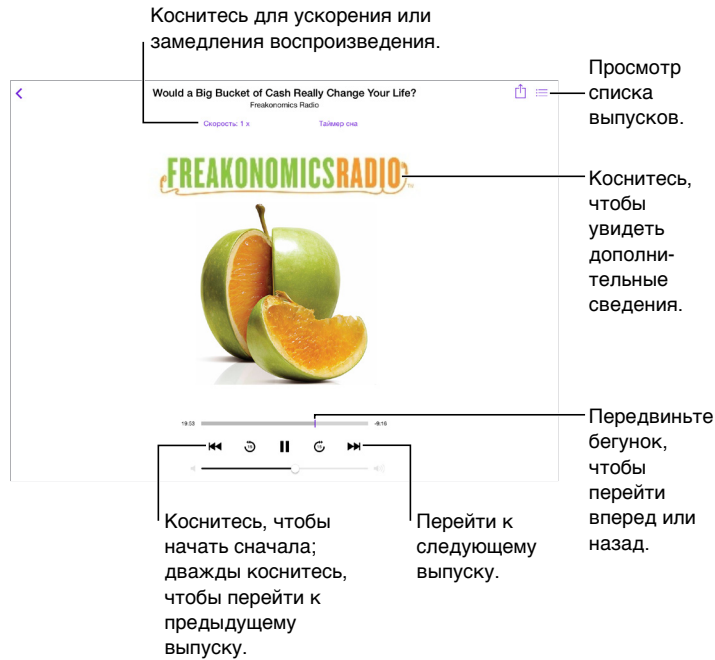 Коснитесь для ускорения или
замедления воспроизведения.
Просмотр
списка
выпусков.
Would a Big Bucket of Cash Really Change Your Life?
Freakonomics Radio
Скорость: 1 x
Таймер сна
FREAKONOMICSRADIO
Коснитесь,
чтобы
увидеть
дополни-
тельные
сведения.
19:53
-9:16
15
15
Передвиньте
бегунок,
чтобы
перейти
вперед или
назад.
Коснитесь, чтобы
начать сначала;
дважды коснитесь,
чтобы перейти к
предыдущему
выпуску.
Перейти к
следующему
выпуску.